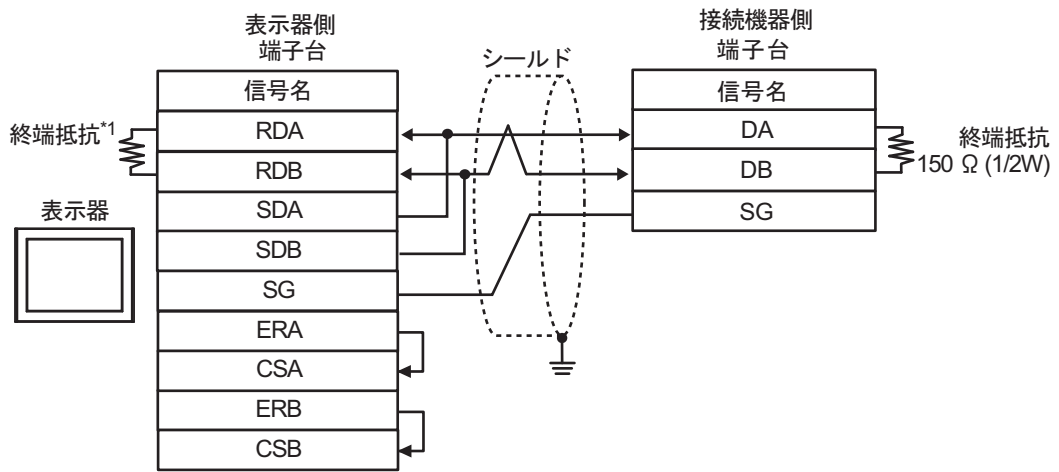 表示器側
端子台
信号名
RDA
RDB
SDA
SDB
SG
ERA
CSA
ERB
CSB
終端抵抗*1
表示器
シールド
接続機器側
端子台
信号名
DA
DB
SG
終端抵抗
150 Ω (1/2W)